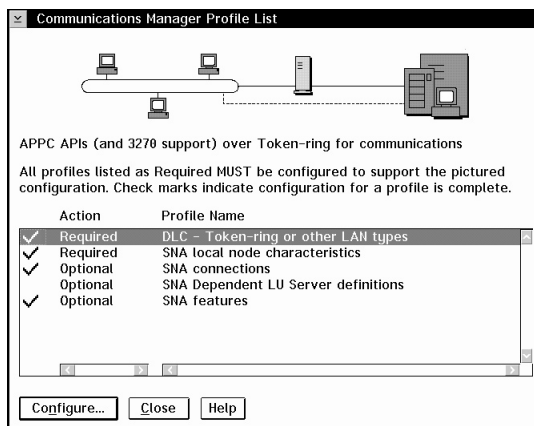 Communications Manager Profile List
APPC APIs (and 3270 support) over Token-ring for communications
All profiles listed as Required MUST be configured to support the pictured
configuration. Check marks indicate configuration for a profile is complete.
Action Profile Name
Required DLC - Token-ring or other LAN types
Required SNA local node characteristics
Optional SNA connections
Optional SNA Dependent LU Server definitions
Optional SNA features
Configure... Close Help